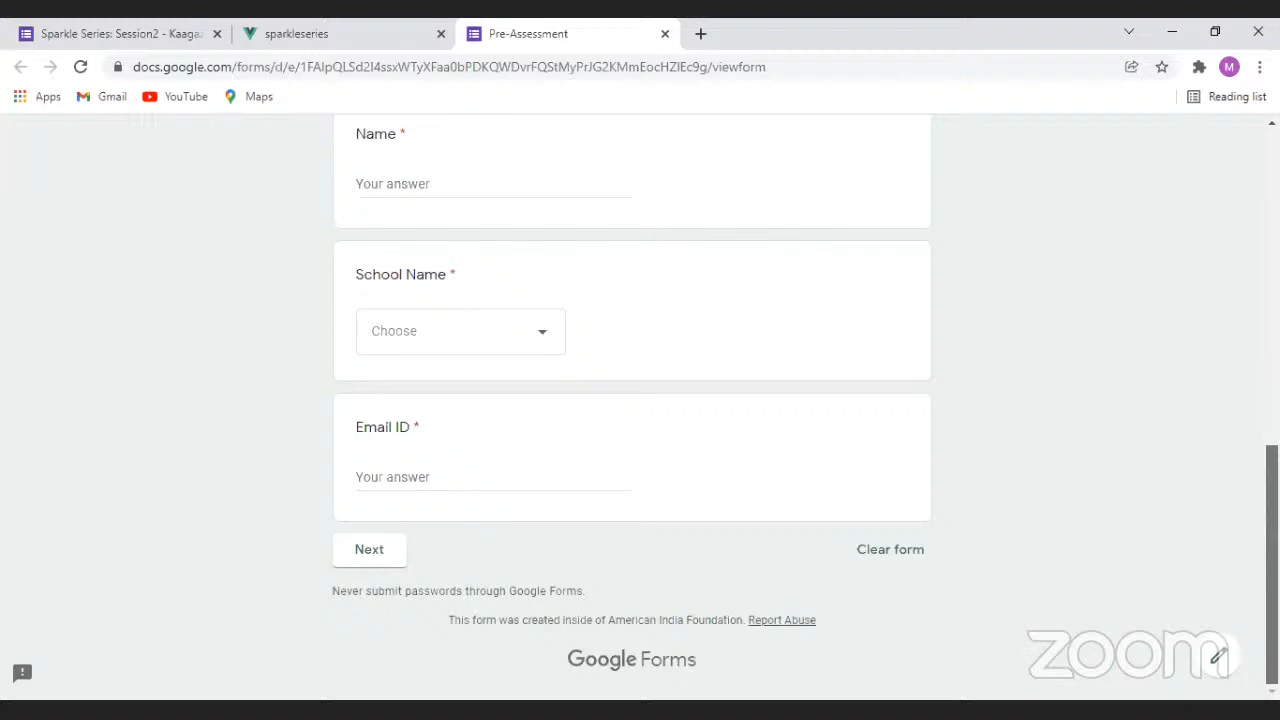 Sparkle Series: Session2 - Kaaga
sparkleseries
Pre-Assessment
docs.google.com/forms/d/e/1FAIpQLSd2I4ssxWTyXFaa0bPDKQWDvrFQStMyPrJG2KMmEocHZlEc9g/viewform
M
Apps
Gmail
YouTube
Maps
Reading list
Name *
Your answer
School Name *
Choose
Email ID *
Your answer
Next
Clear form
Never submit passwords through Google Forms.
This form was created inside of American India Foundation. Report Abuse
Google Forms
zoom